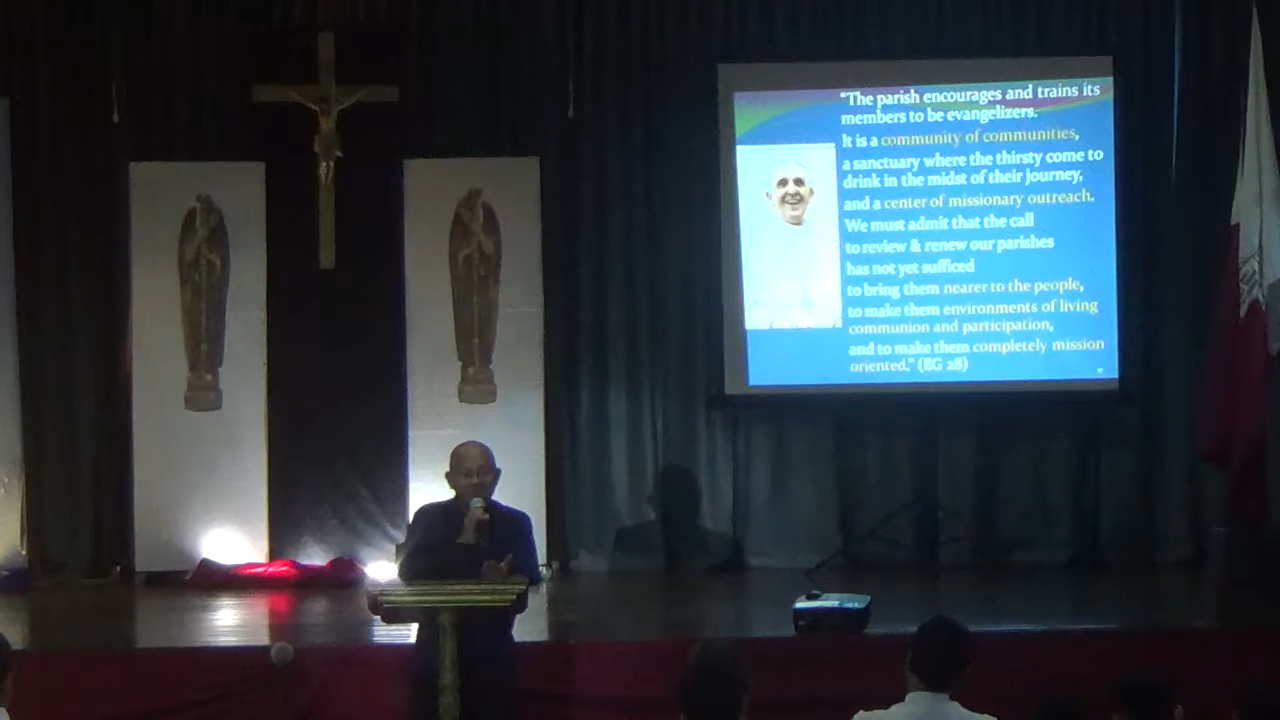 "The parish encourages and trains its
members to be evangelizers.
It is a community of communities,
a sanctuary where the thirsty come to
drink in the midst of their journey,
and a center of missionary outreach.
We must admit that the call
to review & renew our parishes
has not yet sufficed
to bring them nearer to the people,
to make them environments of living
communion and participation,
and to make them completely mission
oriented." (EG 28)